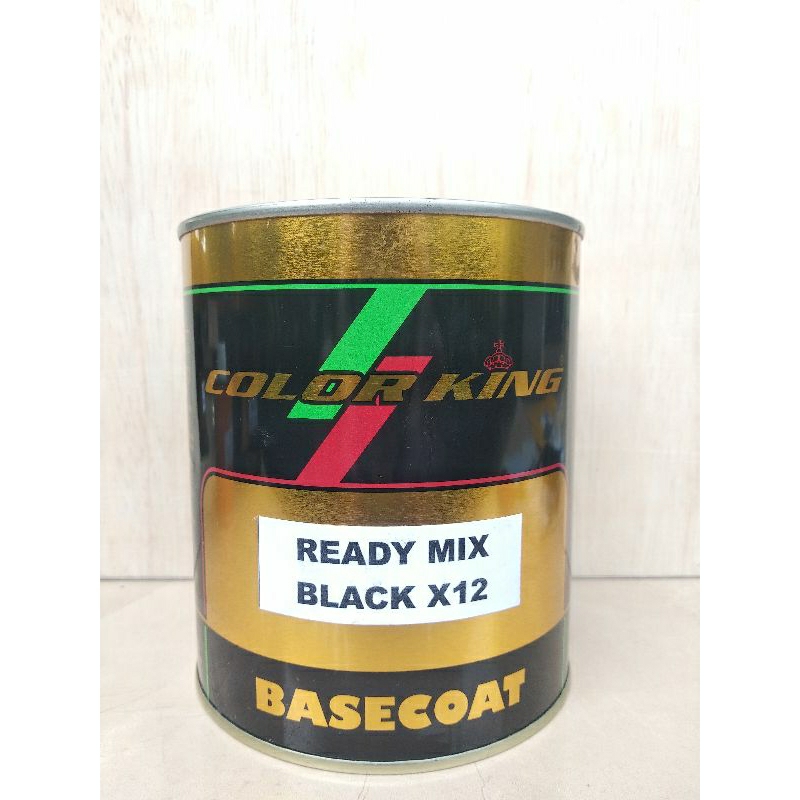 COLOR KING
READY MIX
BLACK X12
BASECOAT